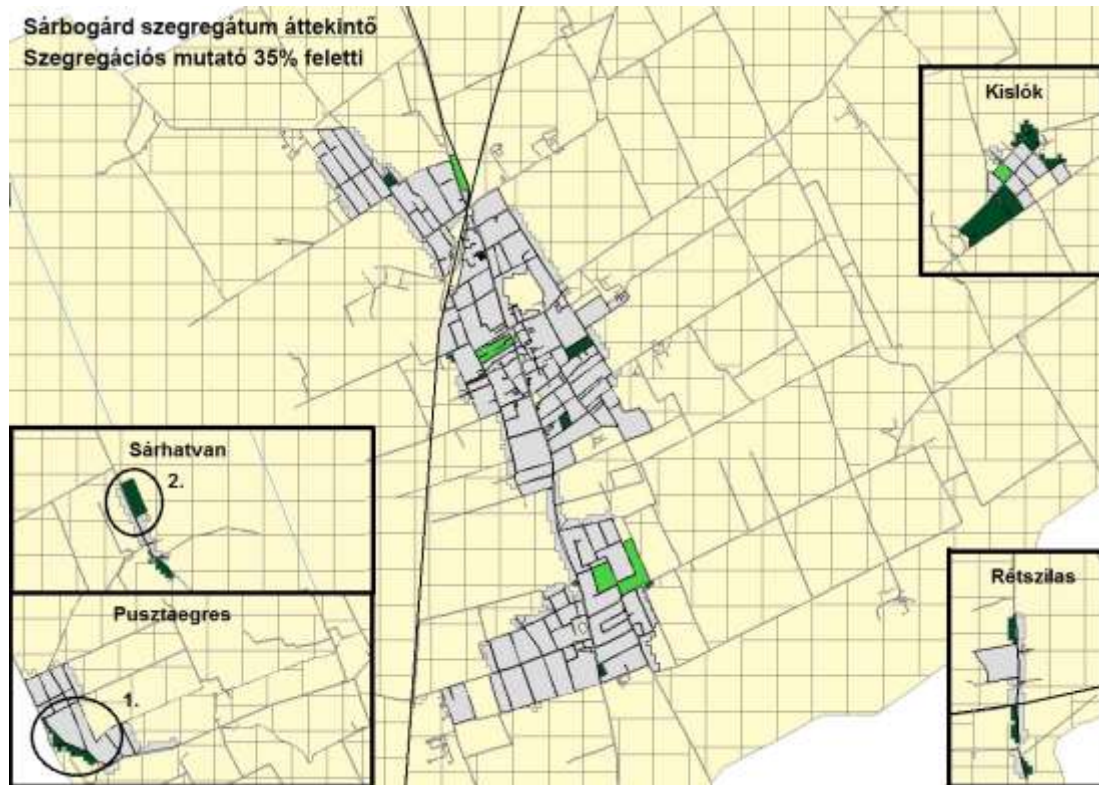 Sárbogárd szegregátum áttekintő
Szegregációs mutató 35% feletti
Kislók
Sárhatvan
2.
Pusztaegres
1.
Rétszilas